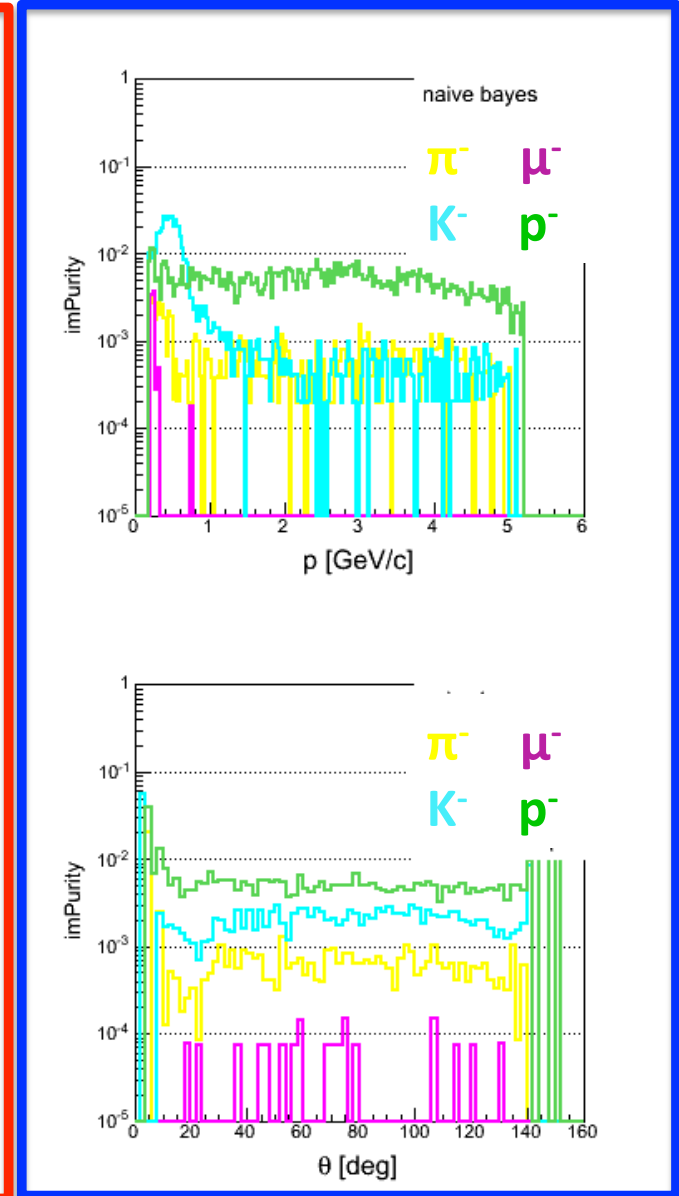 naive bayes
π⁻ μ⁻
K⁻ p⁻
imPurity
1
10⁻¹
10⁻²
10⁻³
10⁻⁴
10⁻⁵
0 1 2 3 4 5 6
p [GeV/c]
π⁻ μ⁻
K⁻ p⁻
imPurity
1
10⁻¹
10⁻²
10⁻³
10⁻⁴
10⁻⁵
0 20 40 60 80 100 120 140 160
θ [deg]